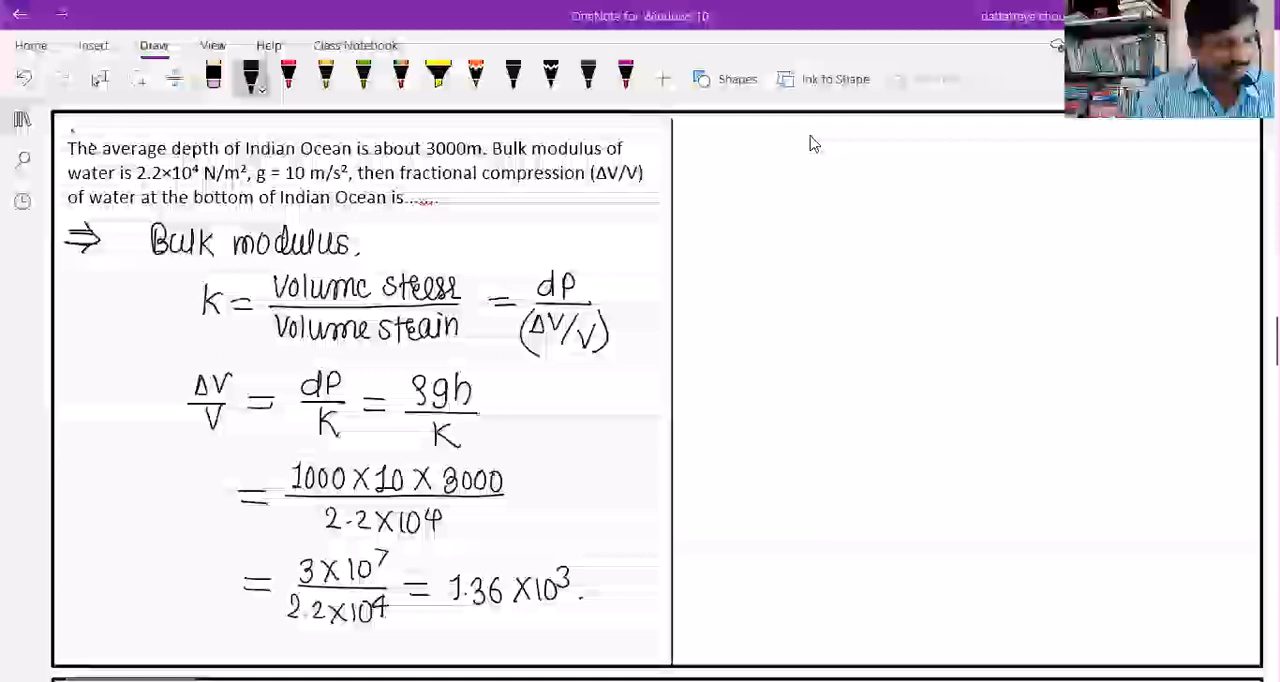 OneNote for Windows 10
Home Insert Draw View Help Class Notebook
Shapes Ink to Shape
The average depth of Indian Ocean is about 3000m. Bulk modulus of
water is 2.2×10⁴ N/m², g = 10 m/s², then fractional compression (ΔV/V)
of water at the bottom of Indian Ocean is.......
⇒ Bulk modulus,
K = Volume stress / Volume strain = dP / (ΔV/V)
ΔV/V = dP/K = ρgh/K
= 1000 × 10 × 3000 / 2.2 × 10⁴
= 3 × 10⁷ / 2.2 × 10⁴ = 1.36 × 10³.